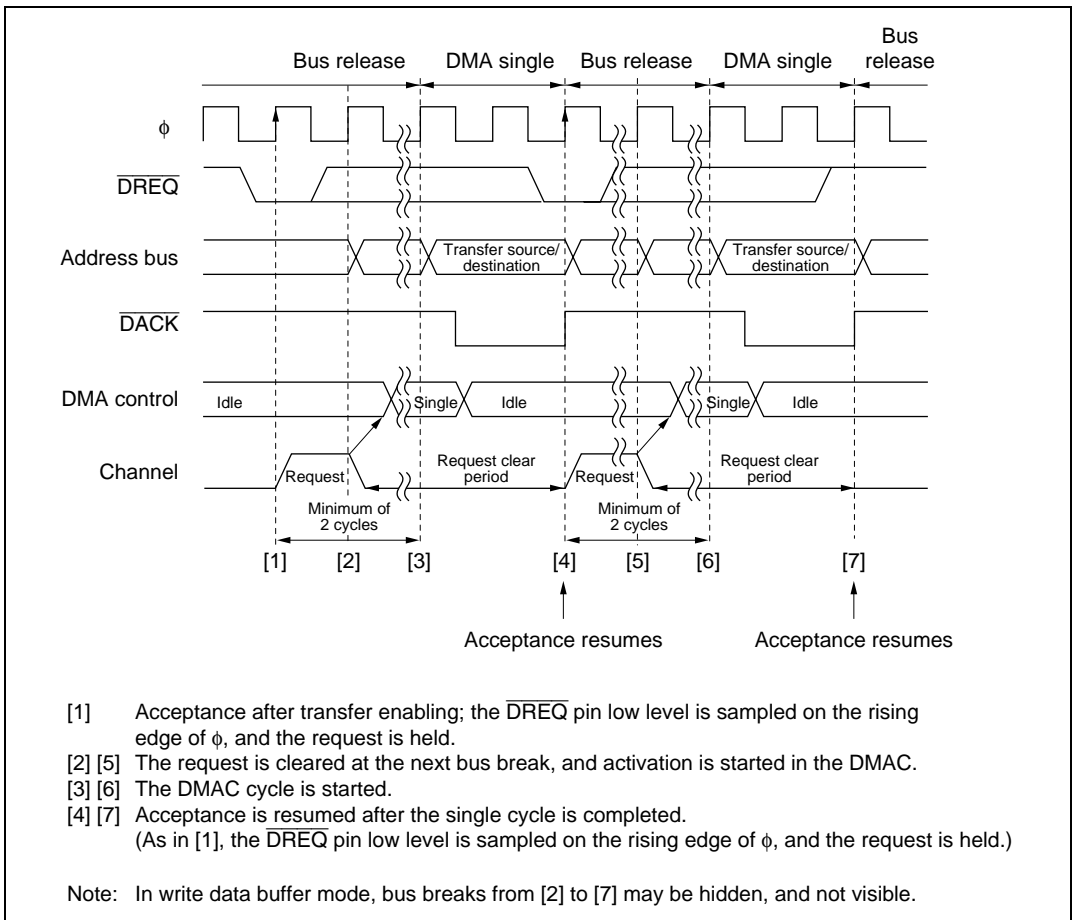 Bus release
DMA single
Bus release
DMA single
Bus
release
φ
DREQ
Address bus
Transfer source/
destination
Transfer source/
destination
DACK
DMA control
Idle
Single
Idle
Single
Idle
Channel
Request
Request clear
period
Request
Request clear
period
Minimum of
2 cycles
Minimum of
2 cycles
[1]
[2]
[3]
[4]
[5]
[6]
[7]
Acceptance resumes
Acceptance resumes
[1] Acceptance after transfer enabling; the DREQ pin low level is sampled on the rising
edge of φ, and the request is held.
[2] [5] The request is cleared at the next bus break, and activation is started in the DMAC.
[3] [6] The DMAC cycle is started.
[4] [7] Acceptance is resumed after the single cycle is completed.
(As in [1], the DREQ pin low level is sampled on the rising edge of φ, and the request is held.)
Note: In write data buffer mode, bus breaks from [2] to [7] may be hidden, and not visible.